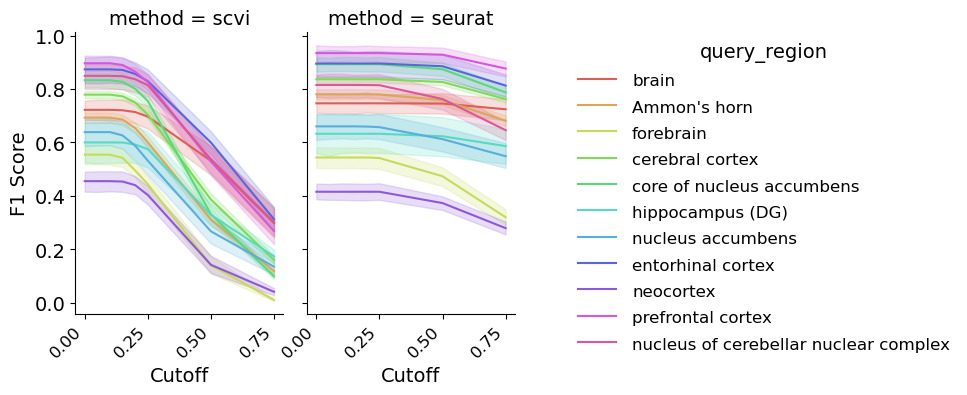 method = scvi
method = seurat
F1 Score
1.0
0.8
0.6
0.4
0.2
0.0
0.00
0.25
0.50
0.75
Cutoff
0.00
0.25
0.50
0.75
Cutoff
query_region
brain
Ammon's horn
forebrain
cerebral cortex
core of nucleus accumbens
hippocampus (DG)
nucleus accumbens
entorhinal cortex
neocortex
prefrontal cortex
nucleus of cerebellar nuclear complex